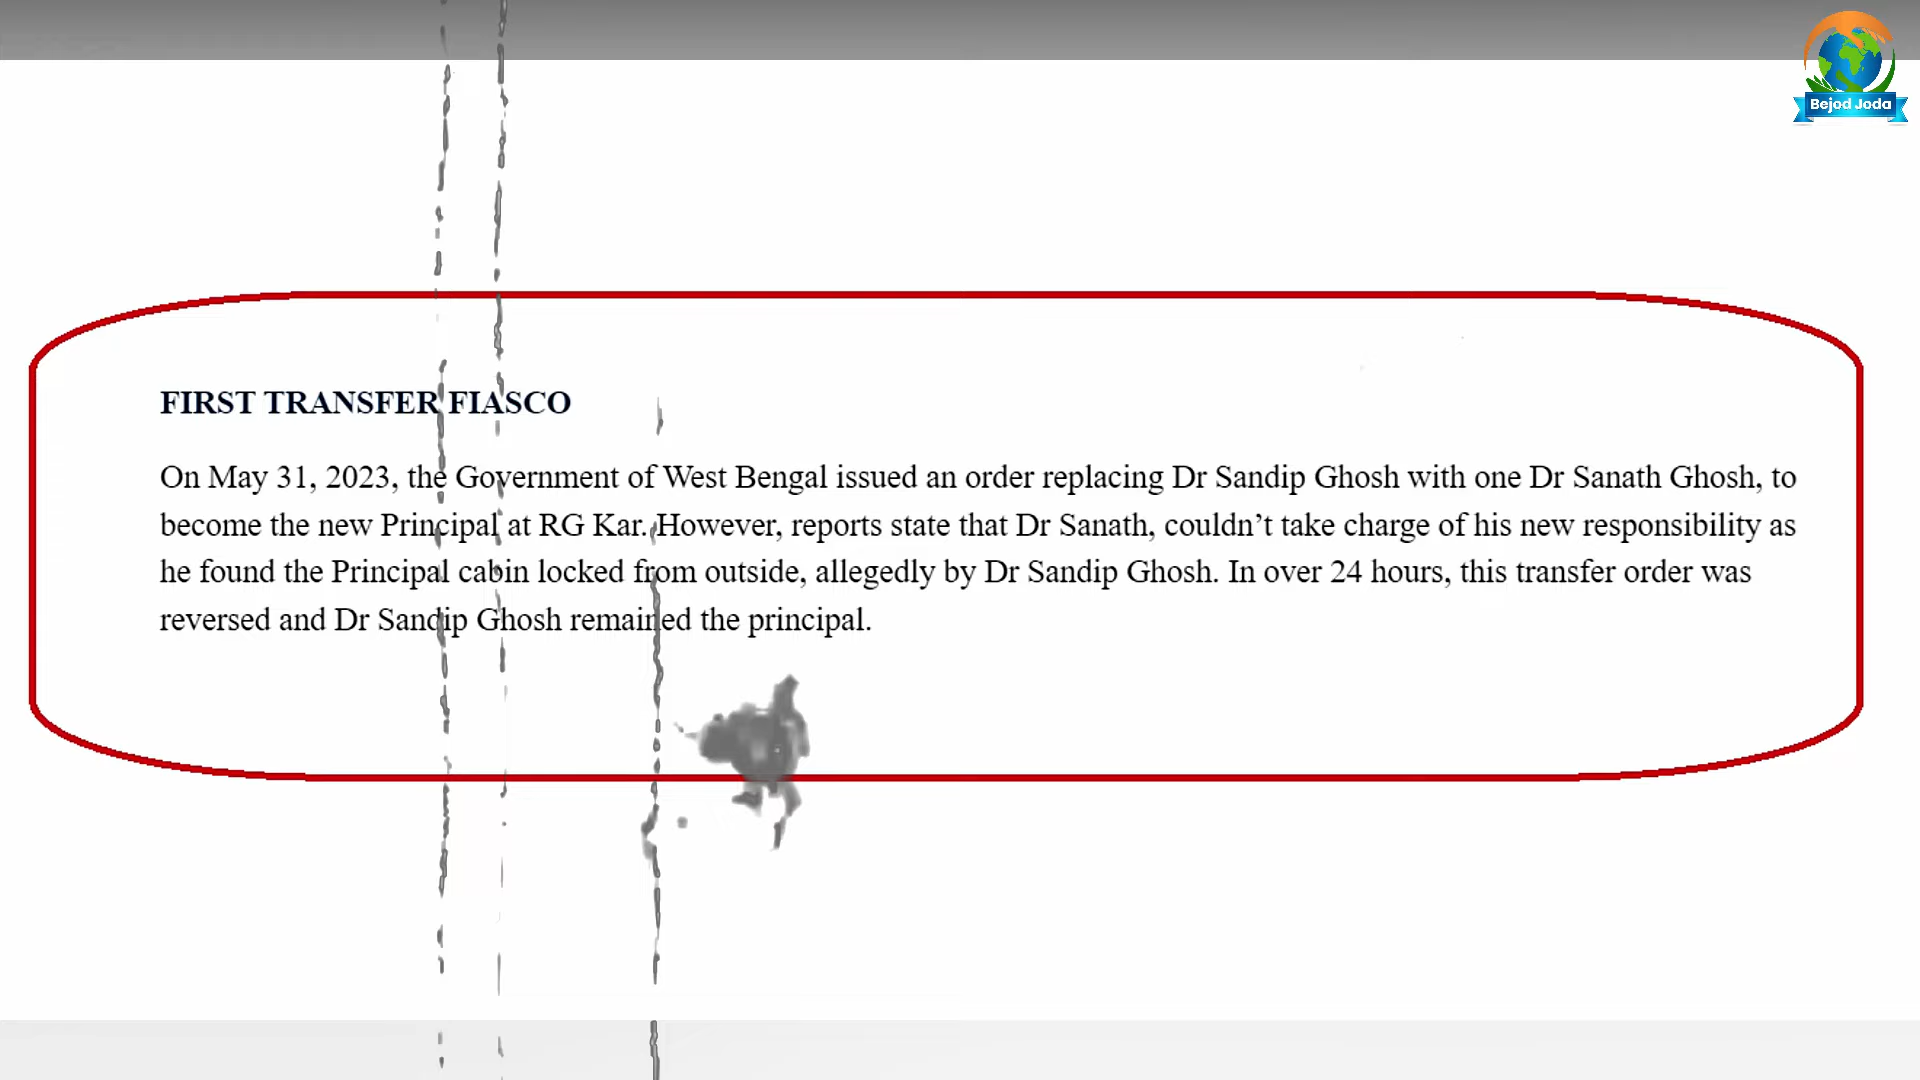 Bejod Joda
FIRST TRANSFER FIASCO
On May 31, 2023, the Government of West Bengal issued an order replacing Dr Sandip Ghosh with one Dr Sanath Ghosh, to
become the new Principal at RG Kar. However, reports state that Dr Sanath, couldn’t take charge of his new responsibility as
he found the Principal cabin locked from outside, allegedly by Dr Sandip Ghosh. In over 24 hours, this transfer order was
reversed and Dr Sandip Ghosh remained the principal.